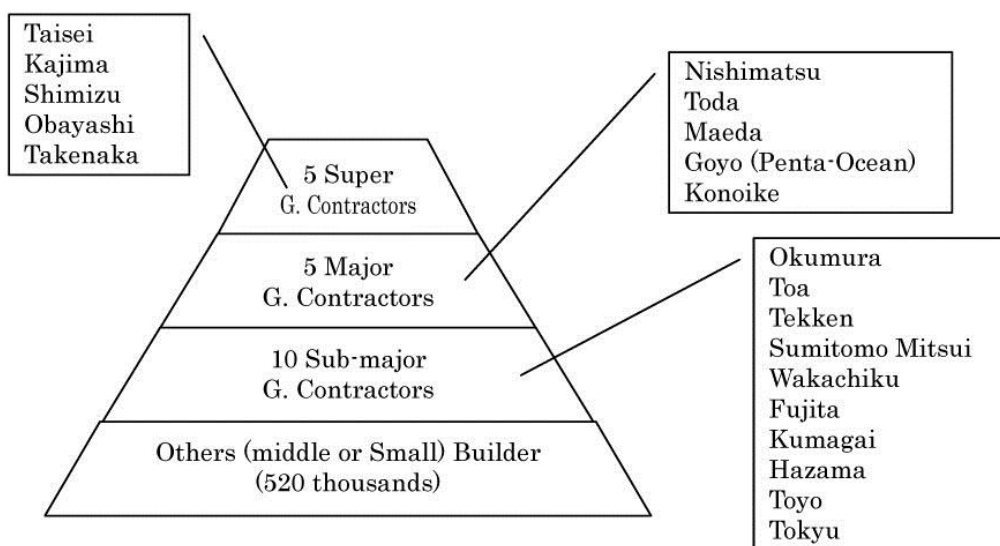 Taisei
Kajima
Shimizu
Obayashi
Takenaka
Nishimatsu
Toda
Maeda
Goyo (Penta-Ocean)
Konoike
5 Super
G. Contractors
5 Major
G. Contractors
10 Sub-major
G. Contractors
Others (middle or Small) Builder
(520 thousands)
Okumura
Toa
Tekken
Sumitomo Mitsui
Wakachiku
Fujita
Kumagai
Hazama
Toyo
Tokyu